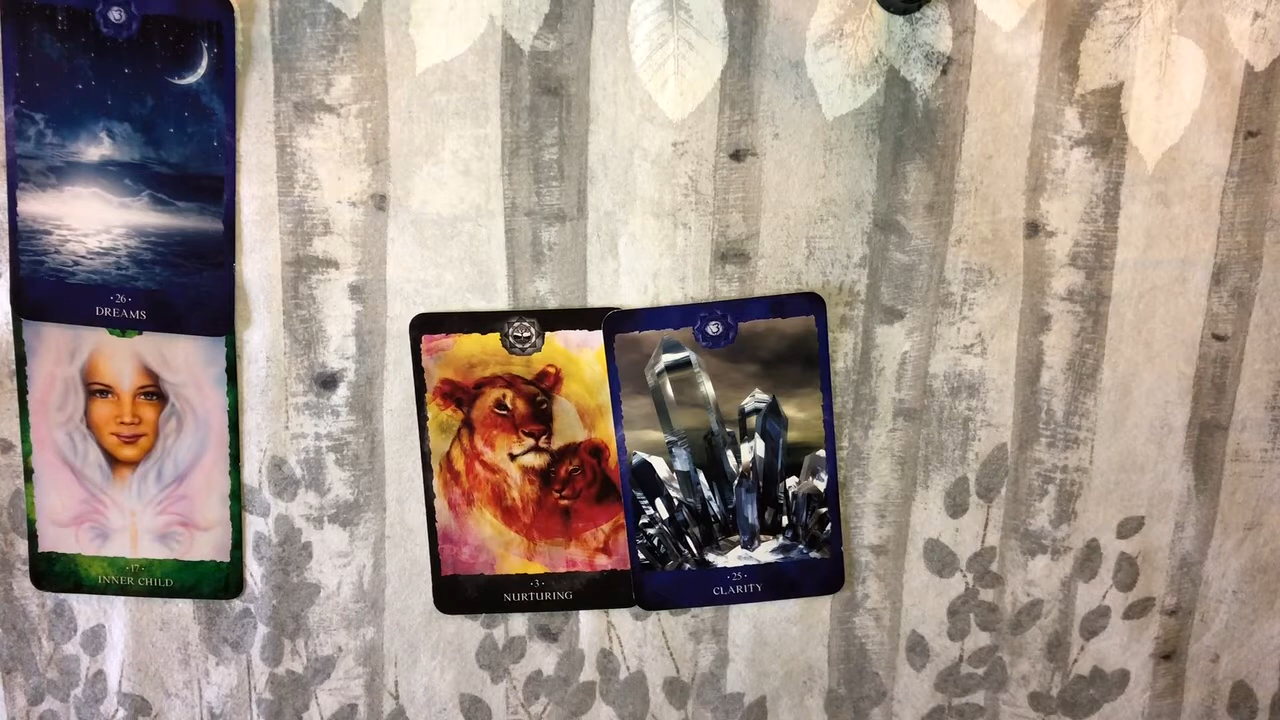 ·26·
DREAMS
·17·
INNER CHILD
·3·
NURTURING
·25·
CLARITY